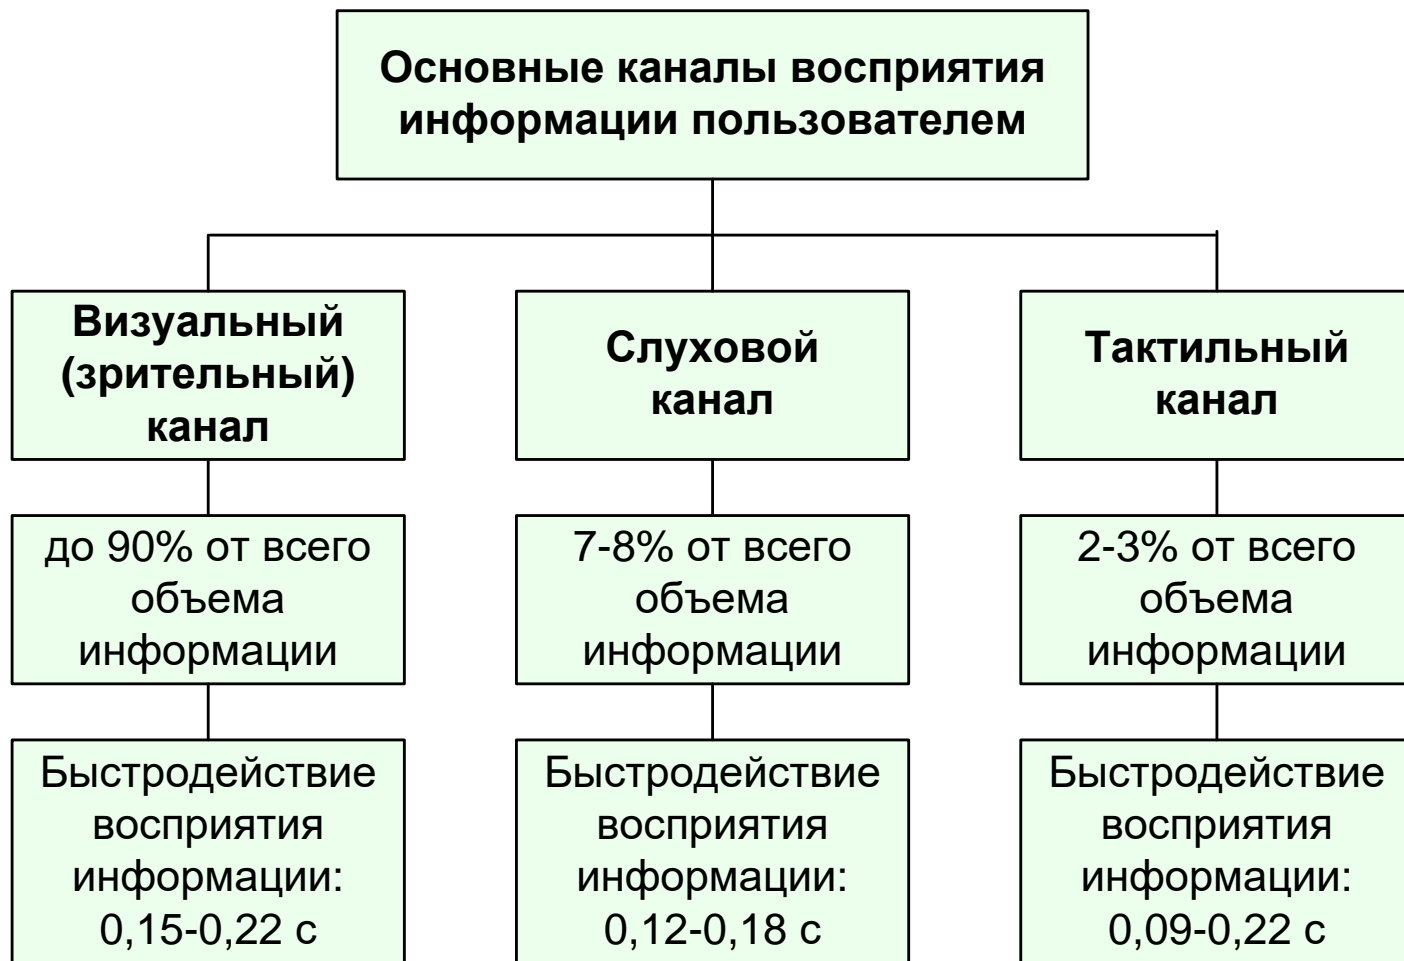 Основные каналы восприятия
информации пользователем
Визуальный
(зрительный)
канал
Слуховой
канал
Тактильный
канал
до 90% от всего
объема
информации
7-8% от всего
объема
информации
2-3% от всего
объема
информации
Быстродействие
восприятия
информации:
0,15-0,22 с
Быстродействие
восприятия
информации:
0,12-0,18 с
Быстродействие
восприятия
информации:
0,09-0,22 с